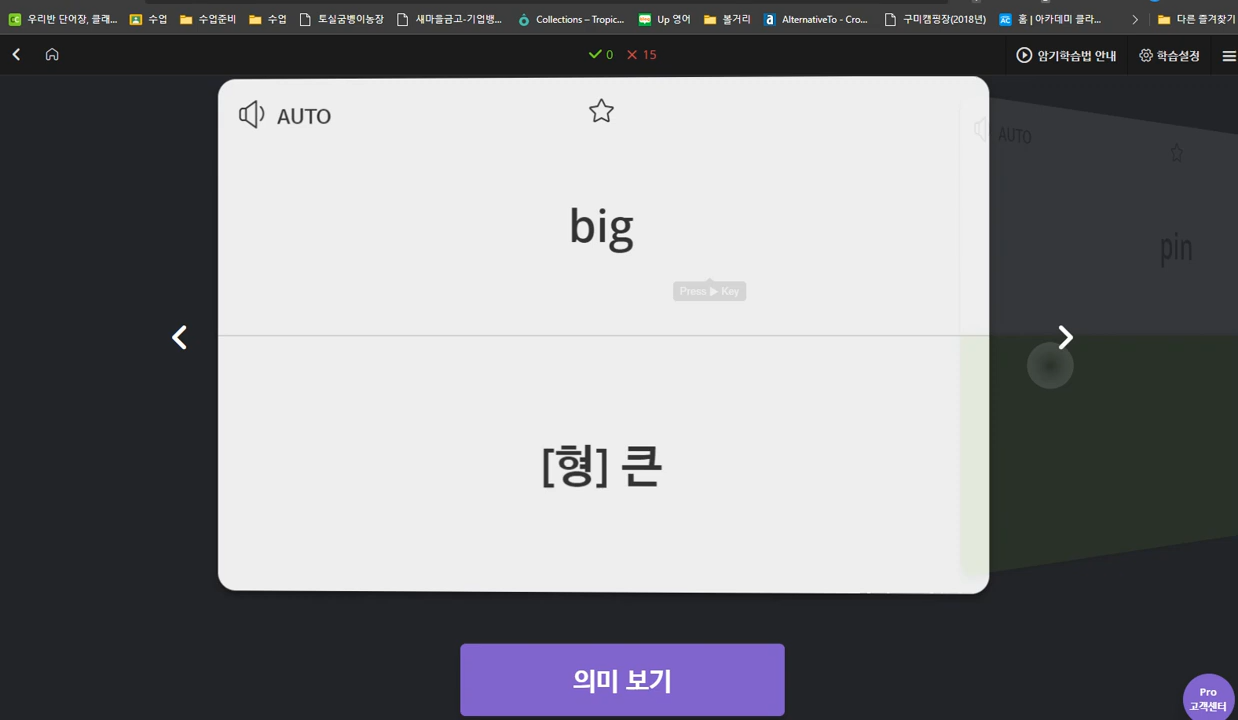 우리반 단어장, 클래... 수업 수업준비 수업 토실굼벵이농장 새마을금고-기업뱅... Collections – Tropic... Up 영어 볼거리 AlternativeTo - Cro... 구미캠핑장(2018년) 홈 | 아카데미 클라... 다른 즐겨찾기
0 15 암기학습법 안내 학습설정
AUTO
AUTO
big
pin
Press ▶ Key
[형] 큰
의미 보기
Pro
고객센터